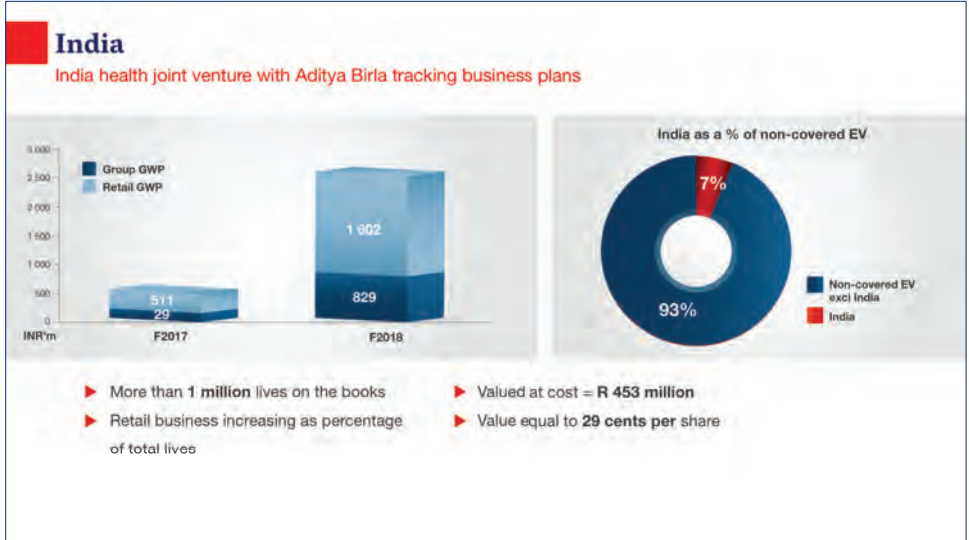 India
India health joint venture with Aditya Birla tracking business plans
3 000
2 500
2 000
1 500
1 000
500
0
INR'm
Group GWP
Retail GWP
511
29
F2017
1 602
829
F2018
India as a % of non-covered EV
7%
93%
Non-covered EV
excl India
India
More than 1 million lives on the books
Retail business increasing as percentage
of total lives
Valued at cost = R 453 million
Value equal to 29 cents per share